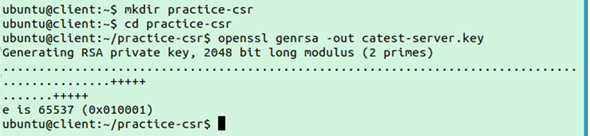 ubuntu@client:~$ mkdir practice-csr
ubuntu@client:~$ cd practice-csr
ubuntu@client:~/practice-csr$ openssl genrsa -out catest-server.key
Generating RSA private key, 2048 bit long modulus (2 primes)
...........................................................................
...............+++++
.......+++++
e is 65537 (0x010001)
ubuntu@client:~/practice-csr$